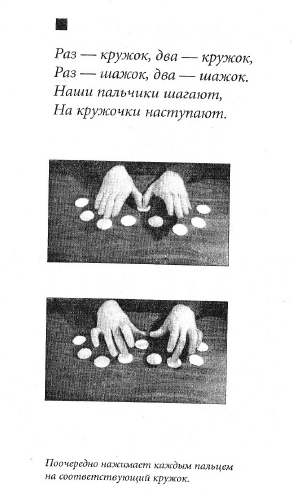 Раз — кружок, два — кружок,
Раз — шажок, два — шажок.
Наши пальчики шагают,
На кружочки наступают.
Поочередно нажимает каждым пальцем
на соответствующий кружок.